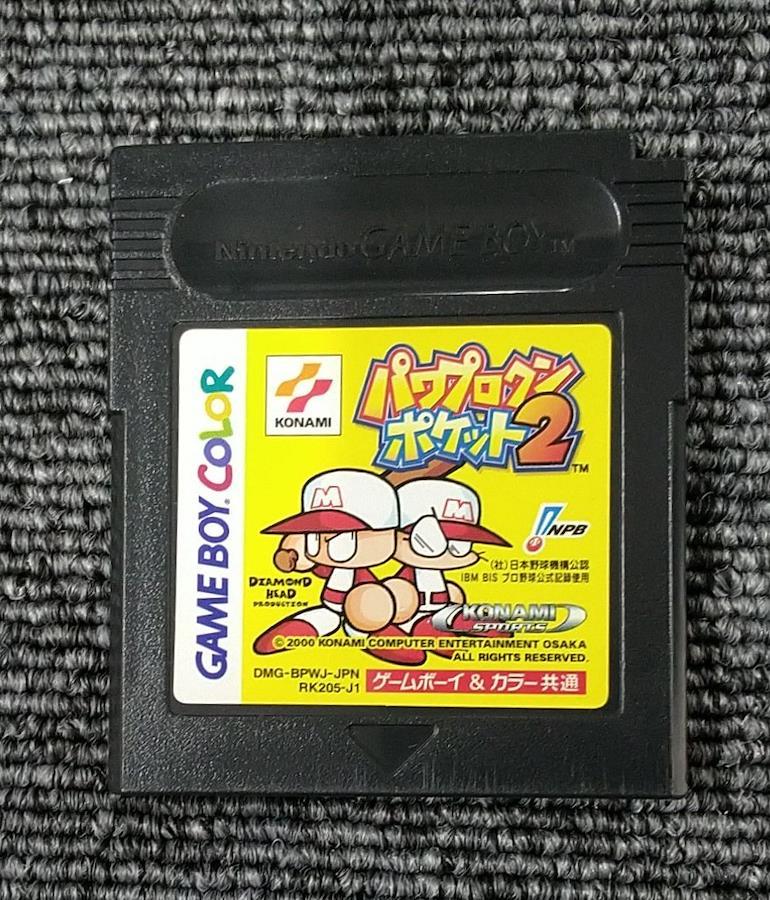 Nintendo GAME BOY TM
GAME BOY COLOR
KONAMI
パワプロクン
ポケット2
TM
M
M
NPB
(社)日本野球機構公認
IBM BIS プロ野球公式記録使用
DIAMOND
HEAD
PRODUCTION
KONAMI
SPORTS
© 2000 KONAMI COMPUTER ENTERTAINMENT OSAKA
ALL RIGHTS RESERVED.
DMG-BPWJ-JPN
RK205-J1
ゲームボーイ & カラー共通